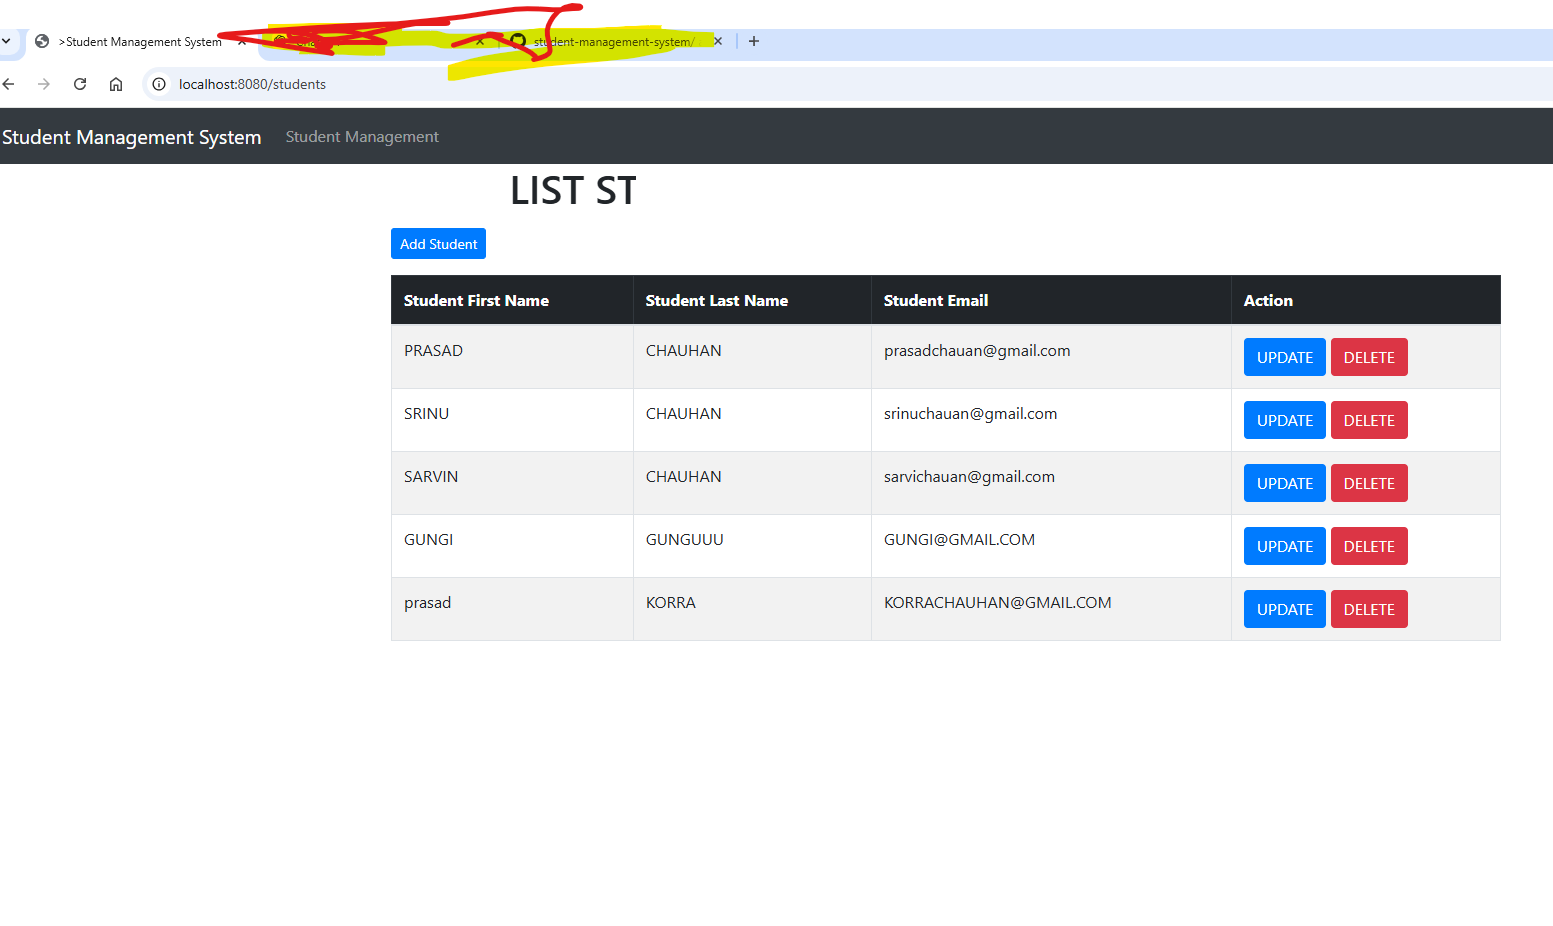 >Student Management System student-management-system/
localhost:8080/students
Student Management System Student Management
LIST ST
Add Student
Student First Name Student Last Name Student Email Action
PRASAD CHAUHAN prasadchauan@gmail.com UPDATE DELETE
SRINU CHAUHAN srinuchauan@gmail.com UPDATE DELETE
SARVIN CHAUHAN sarvichauan@gmail.com UPDATE DELETE
GUNGI GUNGUUU GUNGI@GMAIL.COM UPDATE DELETE
prasad KORRA KORRACHAUHAN@GMAIL.COM UPDATE DELETE